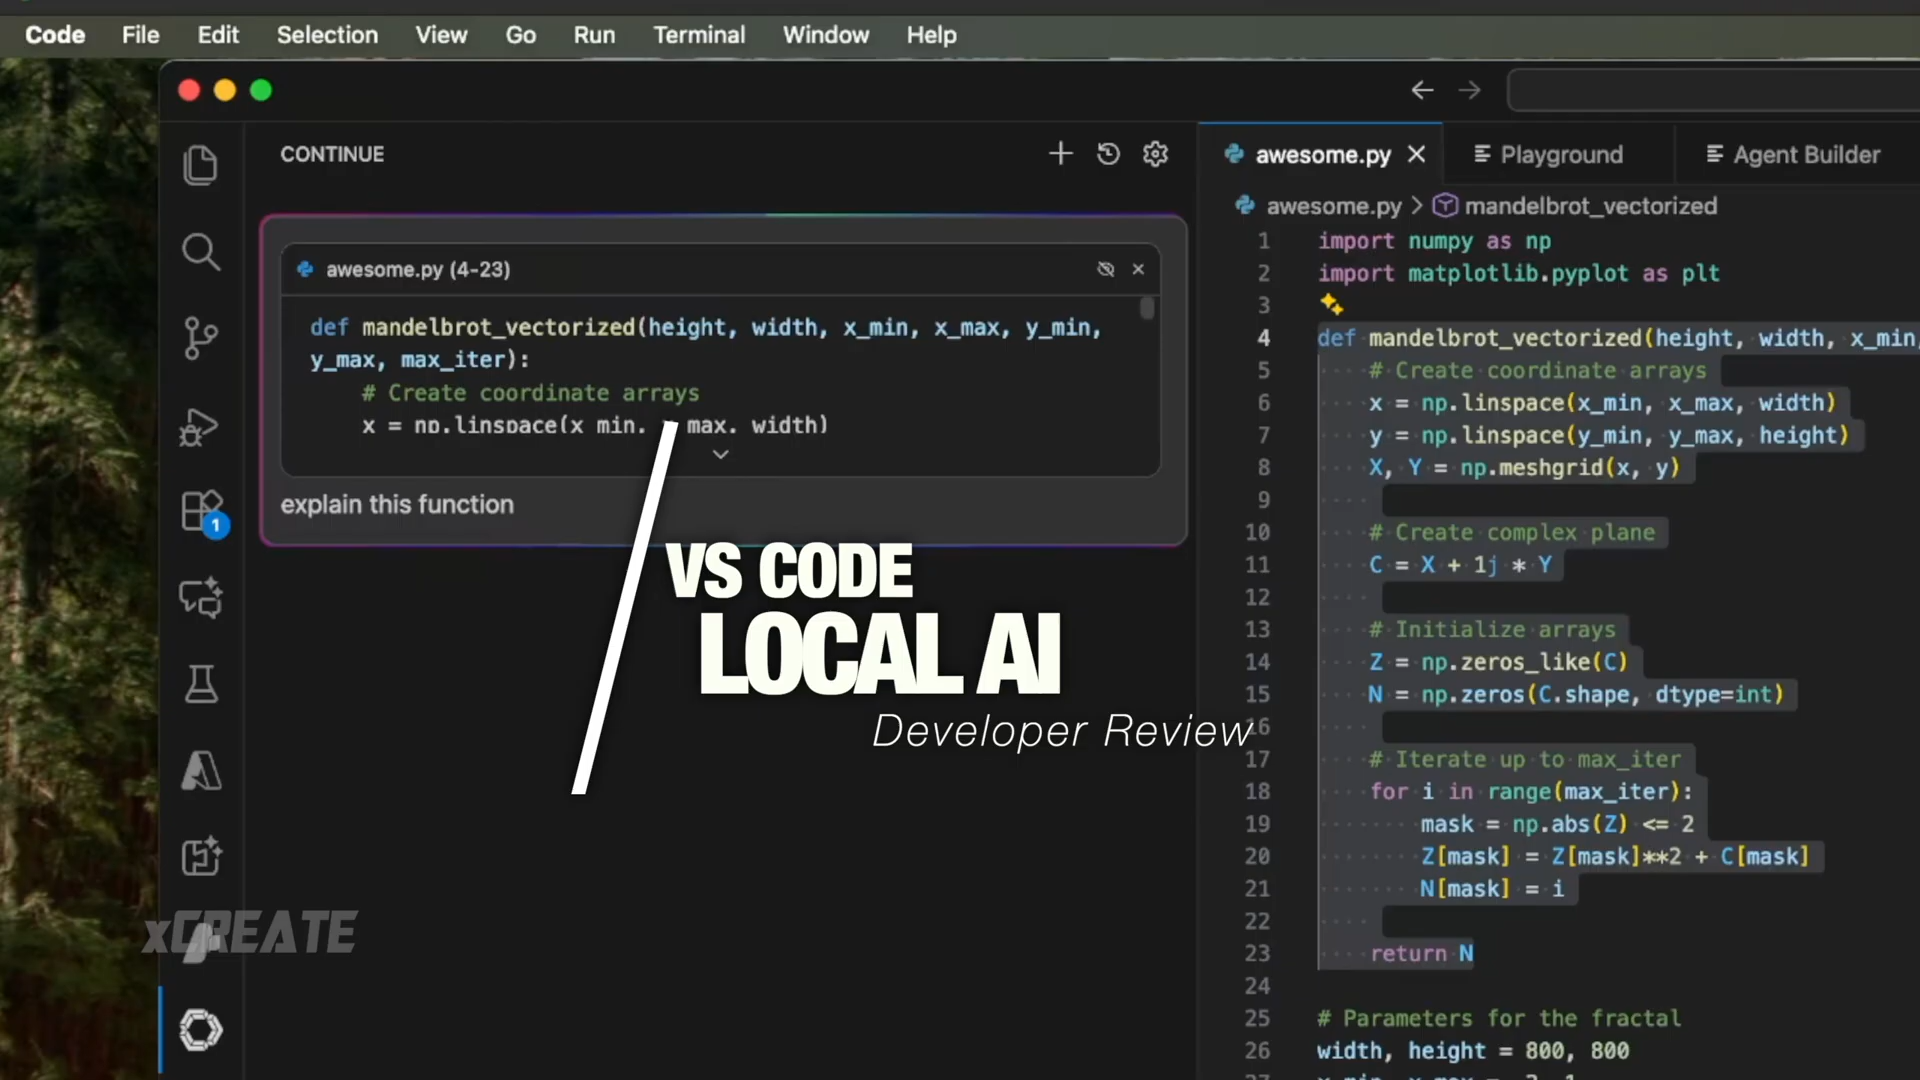 Code File Edit Selection View Go Run Terminal Window Help
CONTINUE
awesome.py (4-23)
def mandelbrot_vectorized(height, width, x_min, x_max, y_min,
y_max, max_iter):
# Create coordinate arrays
x = np.linspace(x_min, x_max, width)
explain this function
VS CODE
LOCAL AI
Developer Review
1
xCREATE
awesome.py Playground Agent Builder
awesome.py > mandelbrot_vectorized
1 import numpy as np
2 import matplotlib.pyplot as plt
3
4 def mandelbrot_vectorized(height, width, x_min,
5 # Create coordinate arrays
6 x = np.linspace(x_min, x_max, width)
7 y = np.linspace(y_min, y_max, height)
8 X, Y = np.meshgrid(x, y)
9
10 # Create complex plane
11 C = X + 1j * Y
12
13 # Initialize arrays
14 Z = np.zeros_like(C)
15 N = np.zeros(C.shape, dtype=int)
16
17 # Iterate up to max_iter
18 for i in range(max_iter):
19 mask = np.abs(Z) <= 2
20 Z[mask] = Z[mask]**2 + C[mask]
21 N[mask] = i
22
23 return N
24
25 # Parameters for the fractal
26 width, height = 800, 800